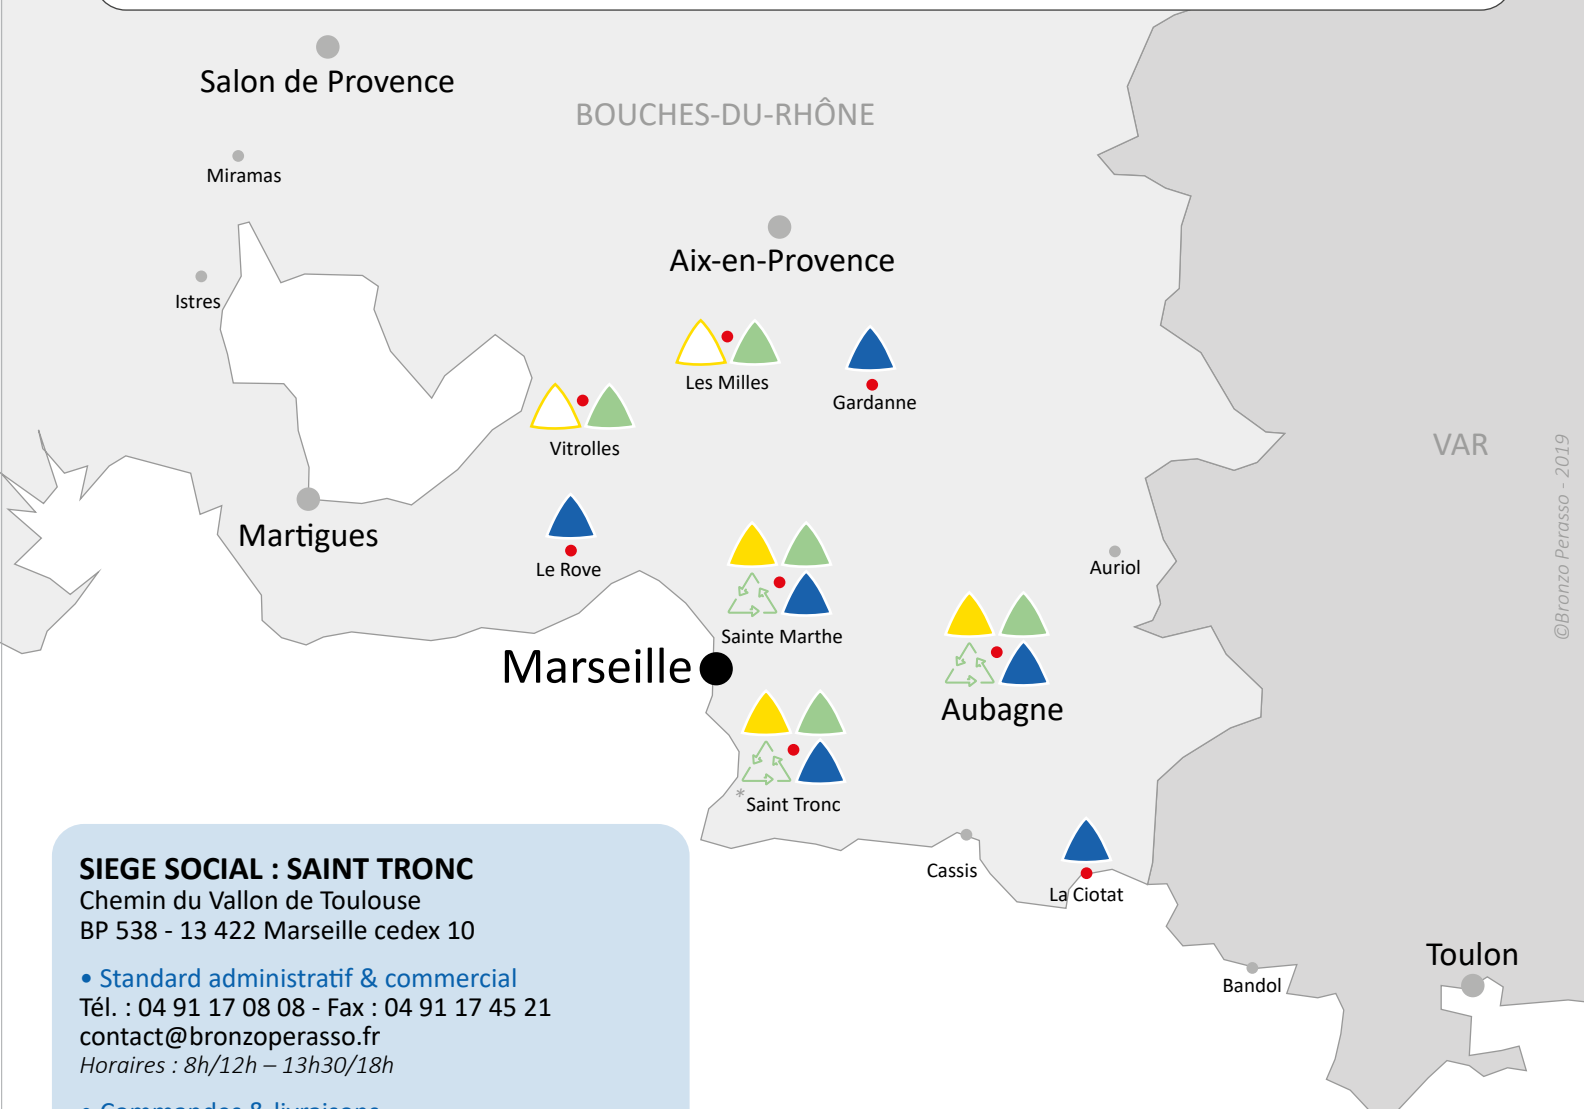 Salon de Provence
BOUCHES-DU-RHÔNE
Miramas
Aix-en-Provence
Istres
Les Milles
Gardanne
Vitrolles
VAR
©Bronzo Perasso - 2019
Martigues
Le Rove
Auriol
Sainte Marthe
Marseille
Aubagne
* Saint Tronc
Cassis
La Ciotat
Toulon
Bandol
SIEGE SOCIAL : SAINT TRONC
Chemin du Vallon de Toulouse
BP 538 - 13 422 Marseille cedex 10
• Standard administratif & commercial
Tél. : 04 91 17 08 08 - Fax : 04 91 17 45 21
contact@bronzoperasso.fr
Horaires : 8h/12h – 13h30/18h
• Commandes & livraisons